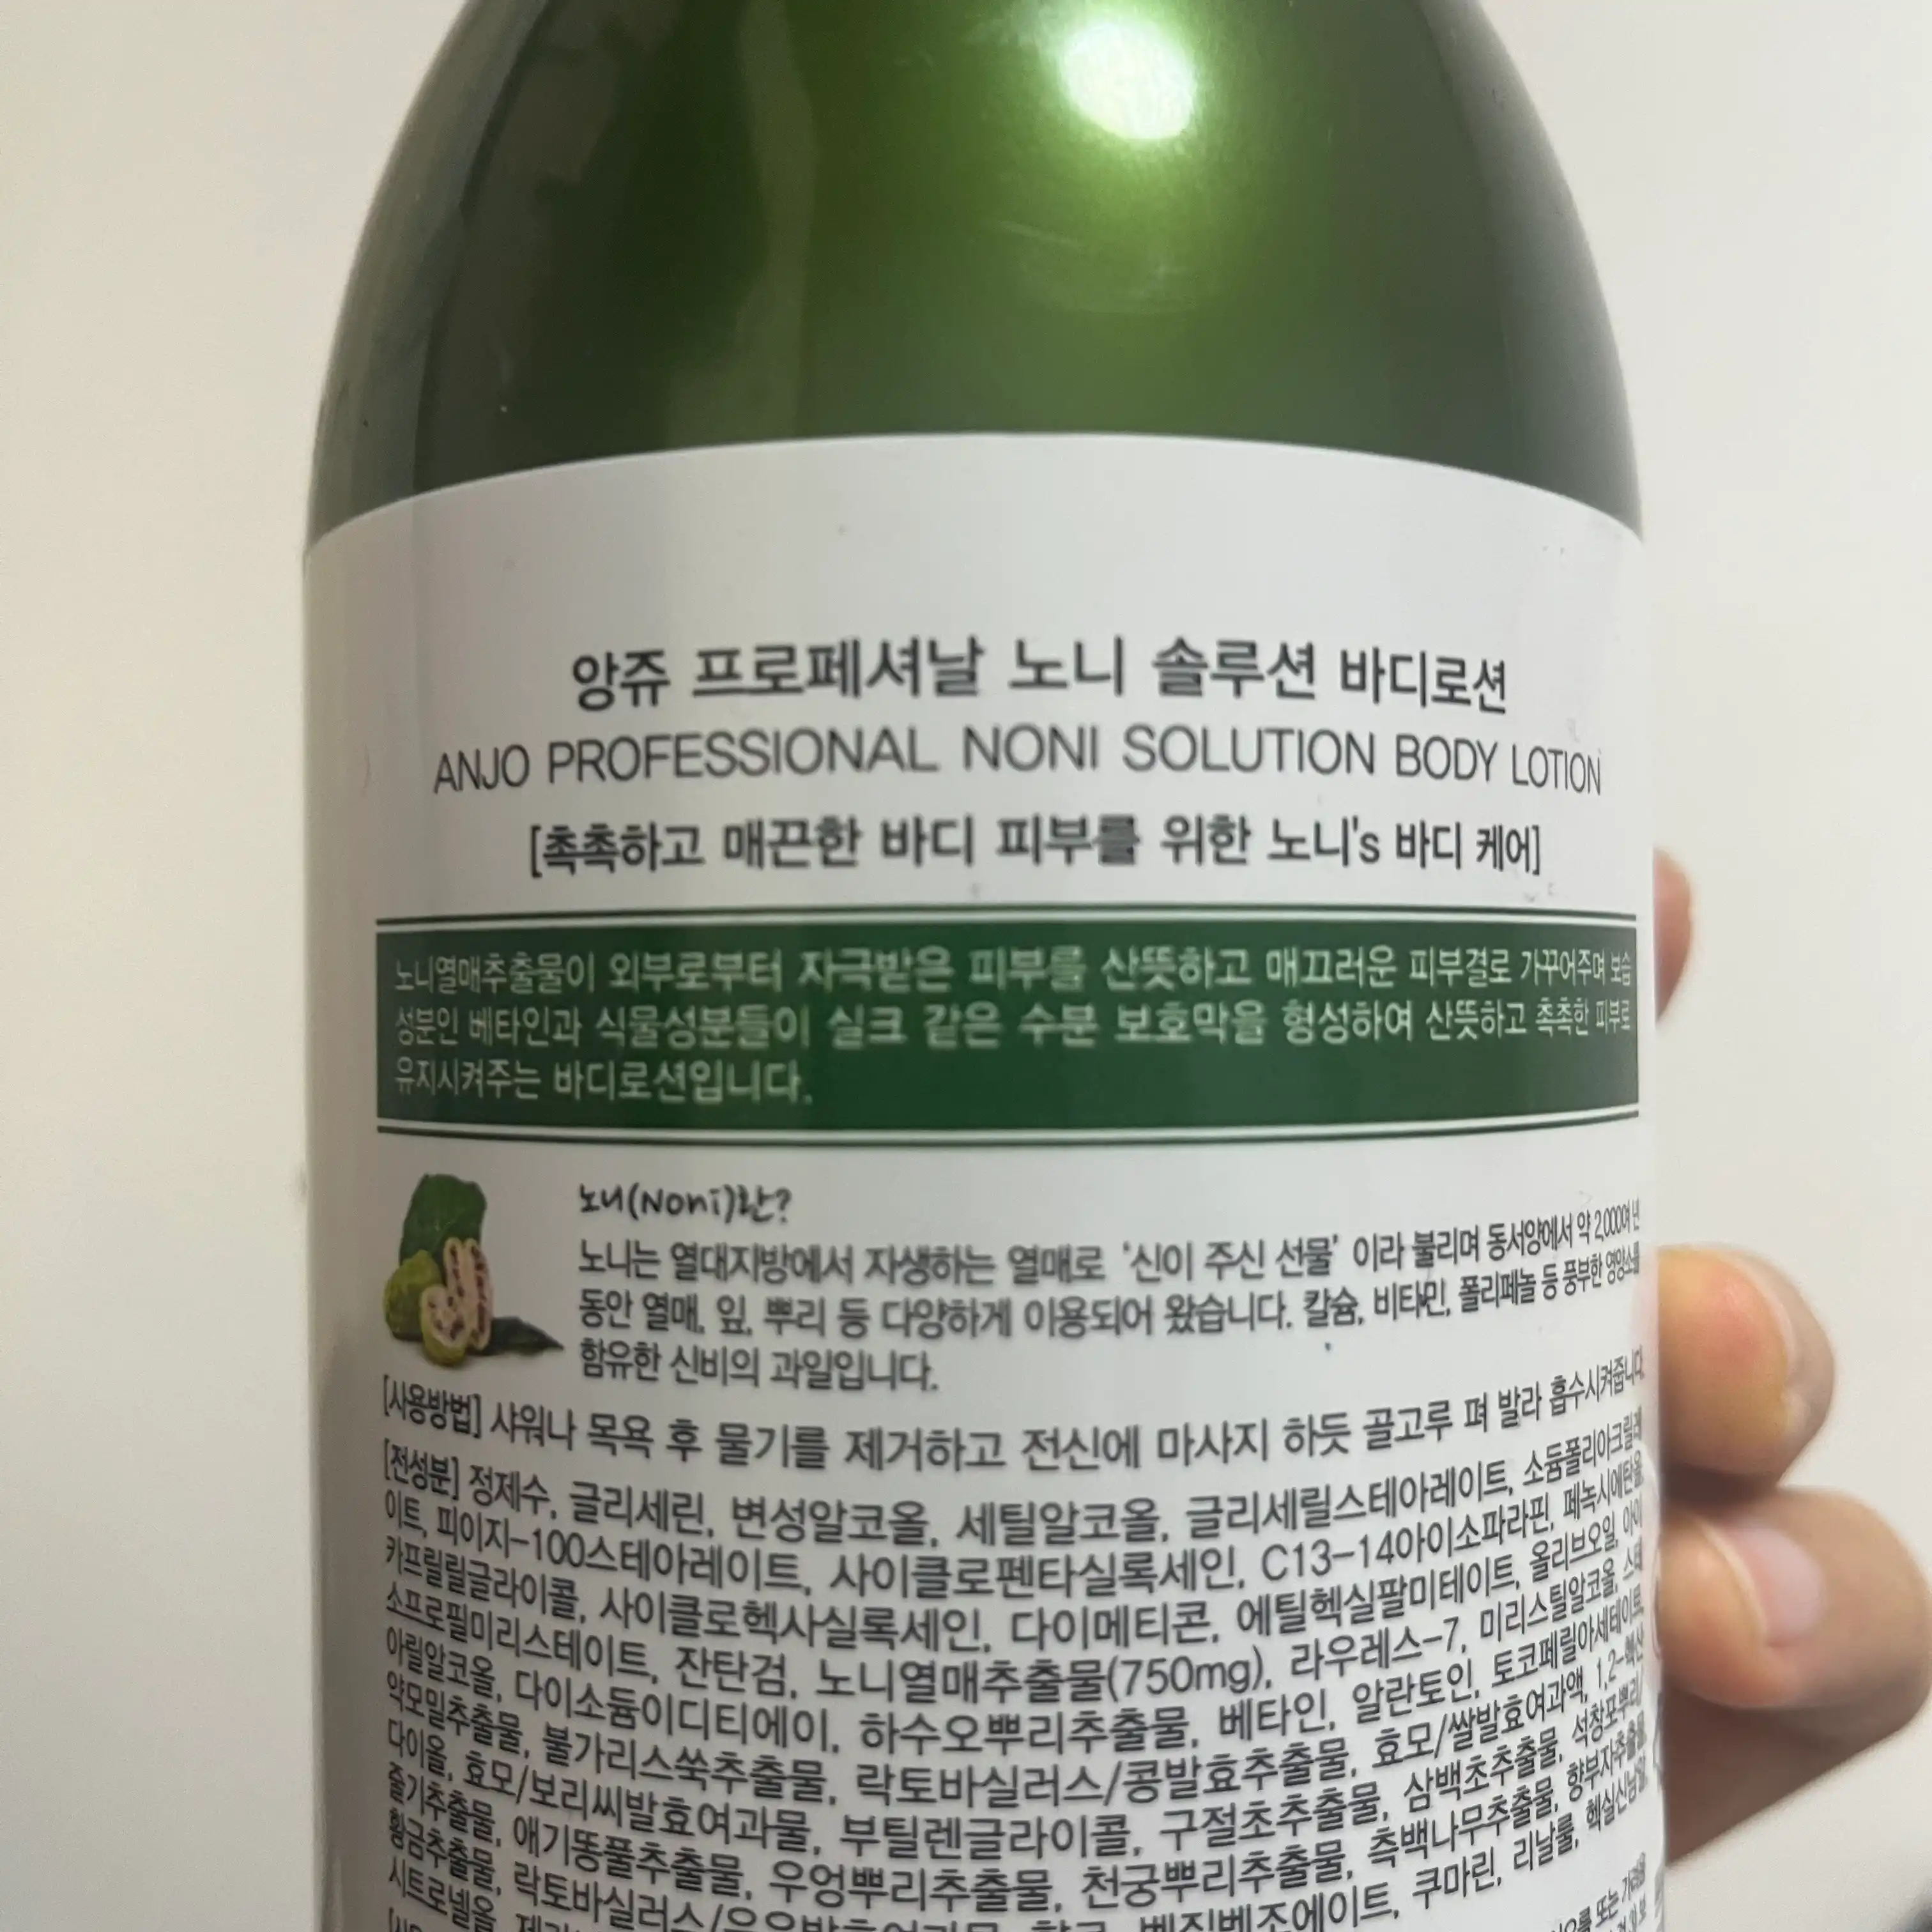 앙쥬 프로페셔날 노니 솔루션 바디로션
ANJO PROFESSIONAL NONI SOLUTION BODY LOTION
[촉촉하고 매끈한 바디 피부를 위한 노니's 바디 케어]
노니열매추출물이 외부로부터 자극받은 피부를 산뜻하고 매끄러운 피부결로 가꾸어주며 보습
성분인 베타인과 식물성분들이 실크 같은 수분 보호막을 형성하여 산뜻하고 촉촉한 피부로
유지시켜주는 바디로션입니다.
노니(Noni)란?
노니는 열대지방에서 자생하는 열매로 '신이 주신 선물' 이라 불리며 동서양에서 약 2,000여 년
동안 열매, 잎, 뿌리 등 다양하게 이용되어 왔습니다. 칼슘, 비타민, 폴리페놀 등 풍부한 영양소를
함유한 신비의 과일입니다.
[사용방법] 샤워나 목욕 후 물기를 제거하고 전신에 마사지 하듯 골고루 펴 발라 흡수시켜줍니다.
[전성분] 정제수, 글리세린, 변성알코올, 세틸알코올, 글리세릴스테아레이트, 소듐폴리아크릴레
이트, 피이지-100스테아레이트, 사이클로펜타실록세인, C13-14아이소파라핀, 페녹시에탄올,
카프릴릴글라이콜, 사이클로헥사실록세인, 다이메티콘, 에틸헥실팔미테이트, 올리브오일, 아이
소프로필미리스테이트, 잔탄검, 노니열매추출물(750mg), 라우레스-7, 미리스틸알코올, 스테
아릴알코올, 다이소듐이디티에이, 하수오뿌리추출물, 베타인, 알란토인, 토코페릴아세테이트,
약모밀추출물, 불가리스쑥추출물, 락토바실러스/콩발효추출물, 효모/쌀발효여과액, 1,2-헥산
다이올, 효모/보리씨발효여과물, 부틸렌글라이콜, 구절초추출물, 삼백초추출물, 석창포뿌리/
줄기추출물, 애기똥풀추출물, 우엉뿌리추출물, 천궁뿌리추출물, 측백나무추출물, 향부자추출물,
황금추출물, 쿠마린, 리날룰, 헥실신남알,
시트로넬올